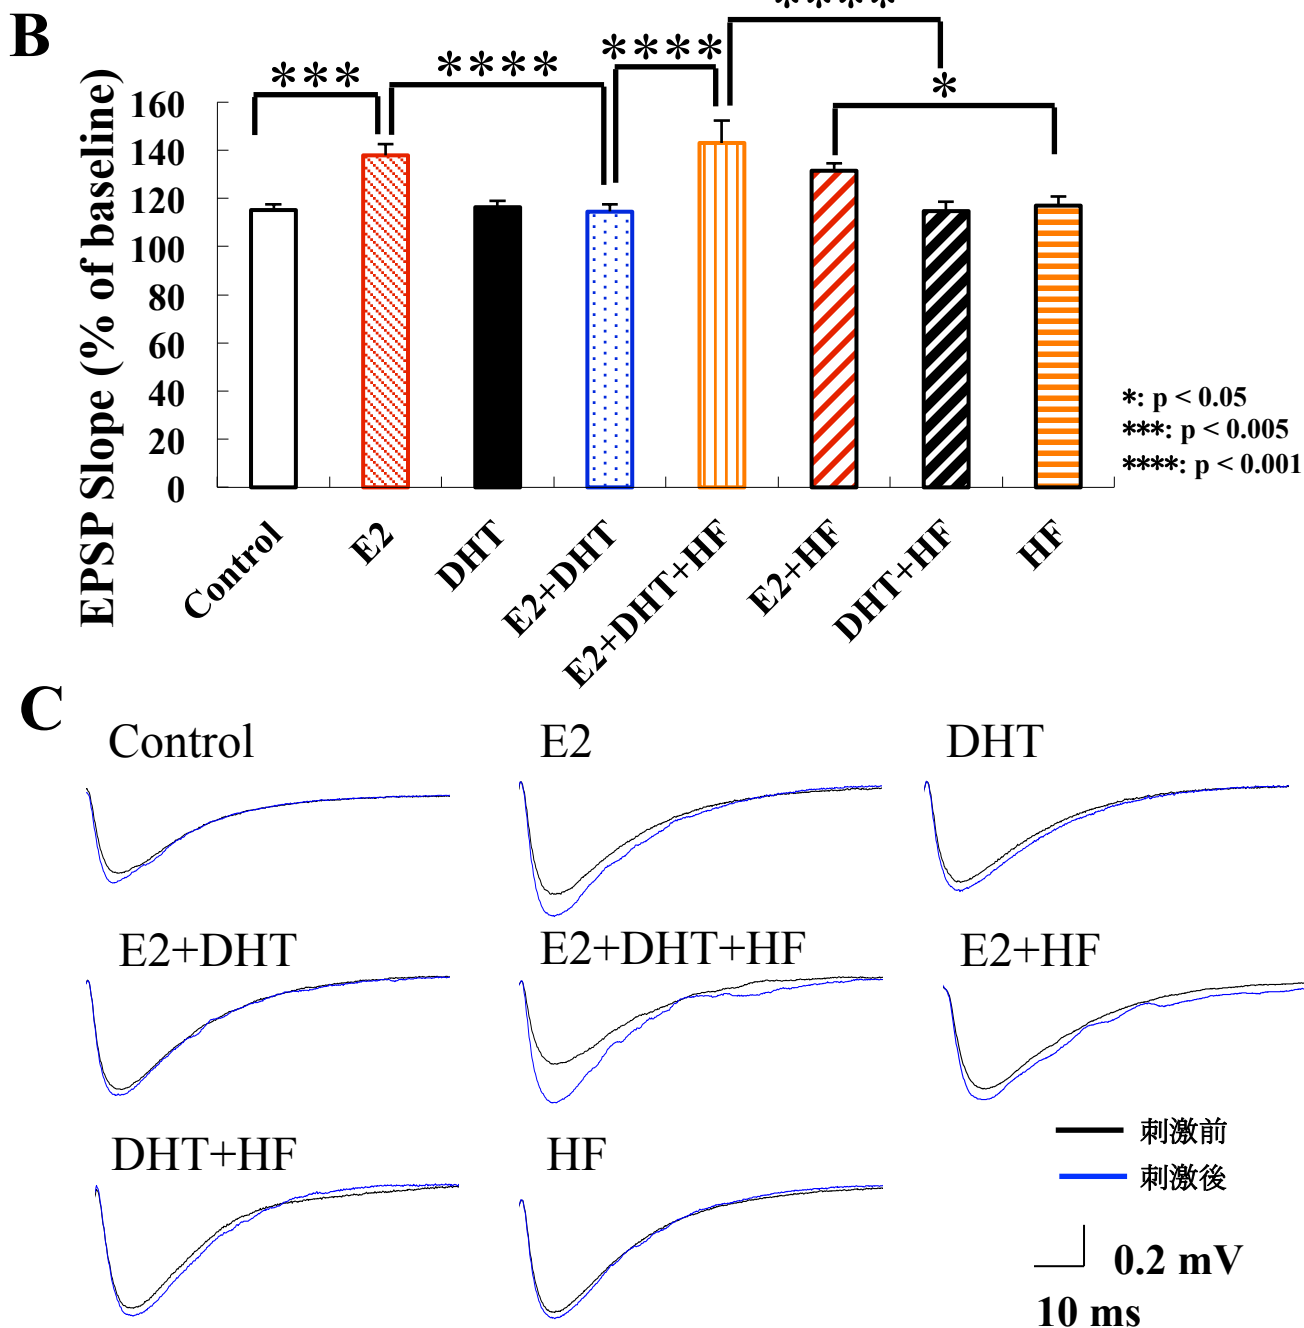 B
****
*** **** **** *
EPSP Slope (% of baseline)
160
140
120
100
80
60
40
20
0
*: p < 0.05
***: p < 0.005
****: p < 0.001
Control
E2
DHT
E2+DHT
E2+DHT+HF
E2+HF
DHT+HF
HF
C
Control E2 DHT
E2+DHT E2+DHT+HF E2+HF
DHT+HF HF
刺激前
刺激後
0.2 mV
10 ms